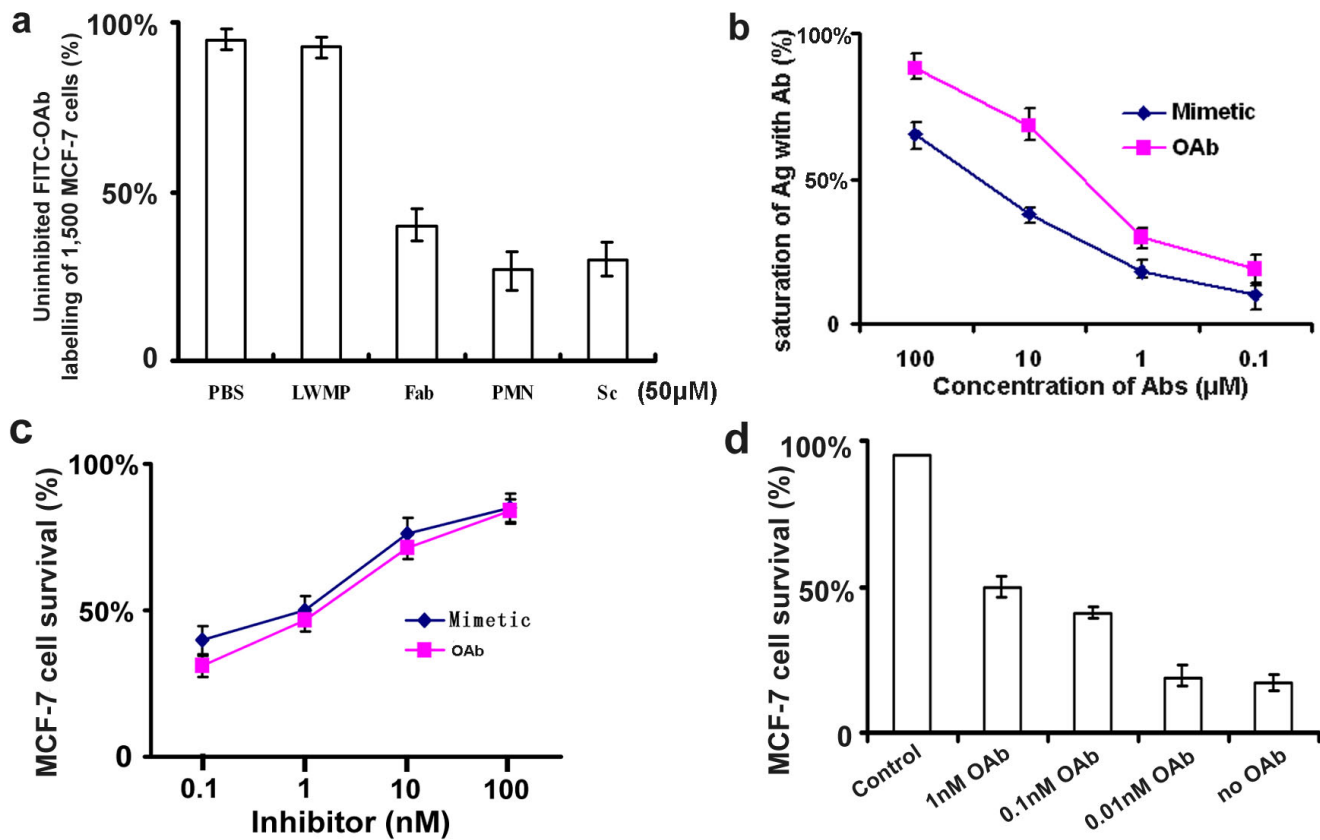 a
Uninhibited FITC-OAb
labelling of 1,500 MCF-7 cells (%)
100%
50%
0
PBS LWMP Fab PMN Sc (50μM)
b
saturation of Ag with Ab (%)
100%
50%
0
Mimetic
OAb
100 10 1 0.1
Concentration of Abs (μM)
c
MCF-7 cell survival (%)
100%
50%
0
Mimetic
OAb
0.1 1 10 100
Inhibitor (nM)
d
MCF-7 cell survival (%)
100%
50%
0
Control 1nM OAb 0.1nM OAb 0.01nM OAb no OAb